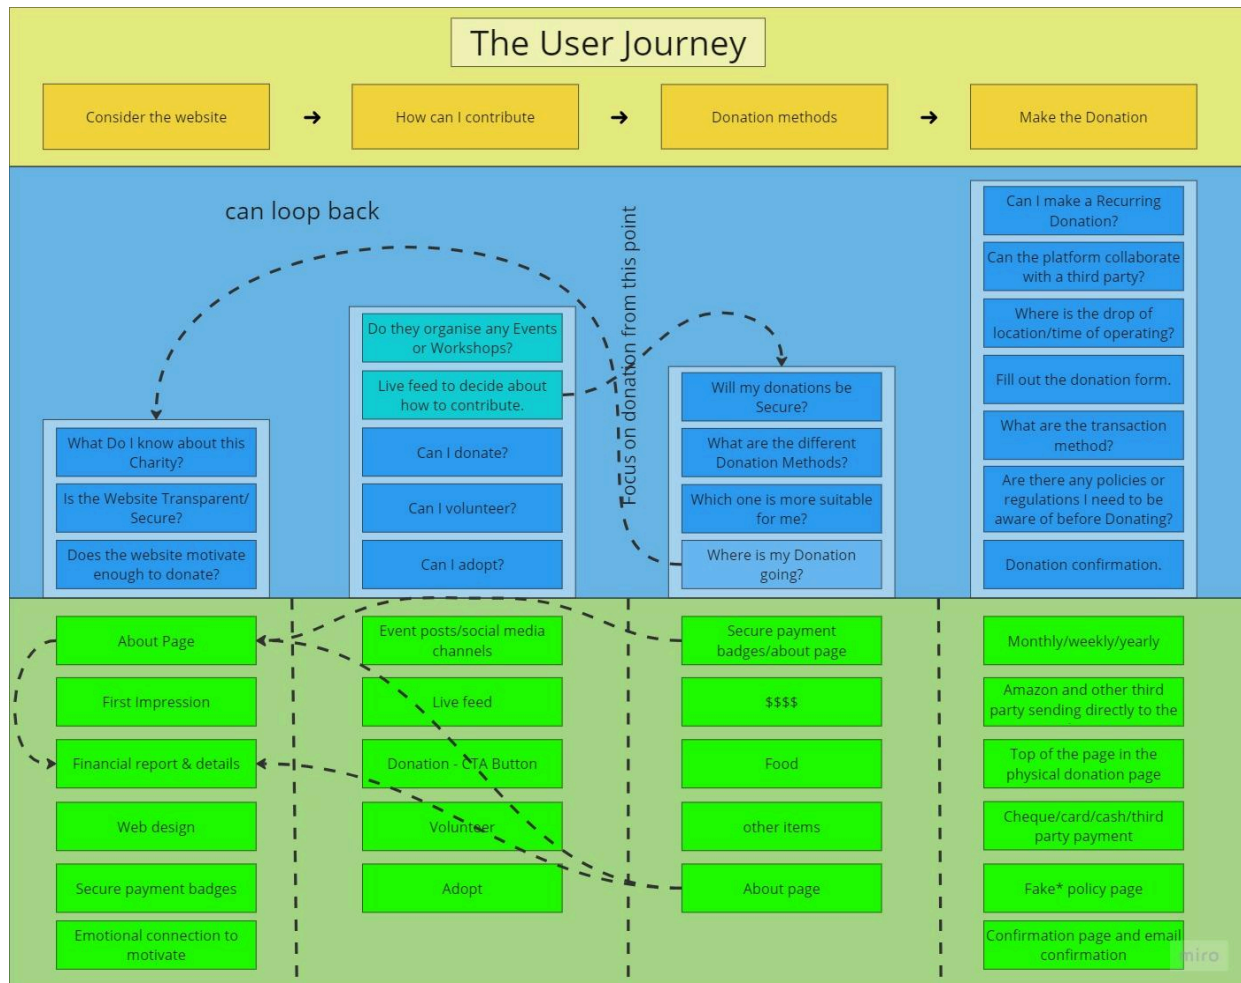 The User Journey
Consider the website
→
How can I contribute
→
Donation methods
→
Make the Donation
can loop back
Focus on donation from this point
What Do I know about this
Charity?
Is the Website Transparent/
Secure?
Does the website motivate
enough to donate?
Do they organise any Events
or Workshops?
Live feed to decide about
how to contribute.
Can I donate?
Can I volunteer?
Can I adopt?
Will my donations be
Secure?
What are the different
Donation Methods?
Which one is more suitable
for me?
Where is my Donation
going?
Can I make a Recurring
Donation?
Can the platform collaborate
with a third party?
Where is the drop of
location/time of operating?
Fill out the donation form.
What are the transaction
method?
Are there any policies or
regulations I need to be
aware of before Donating?
Donation confirmation.
About Page
First Impression
Financial report & details
Web design
Secure payment badges
Emotional connection to
motivate
Event posts/social media
channels
Live feed
Donation - CTA Button
Volunteer
Adopt
Secure payment
badges/about page
$$$$
Food
other items
About page
Monthly/weekly/yearly
Amazon and other third
party sending directly to the
Top of the page in the
physical donation page
Cheque/card/cash/third
party payment
Fake* policy page
Confirmation page and email
confirmation
miro